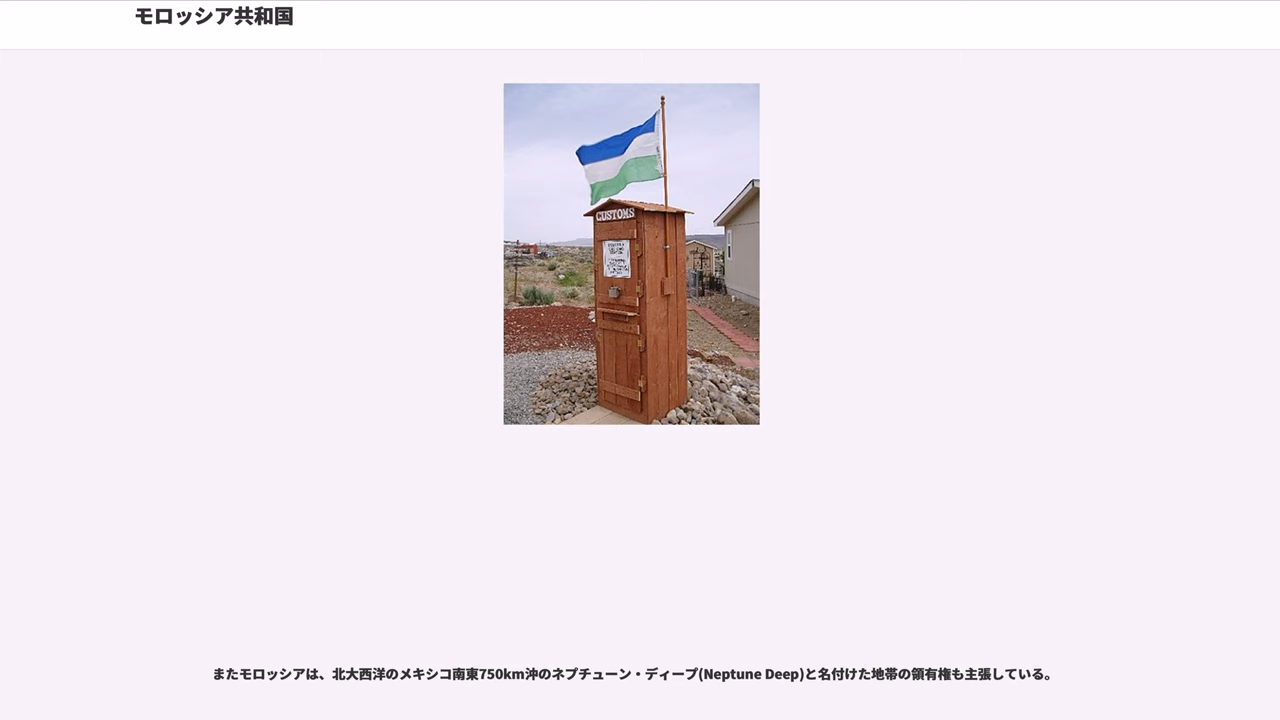 モロッシア共和国
CUSTOMS
またモロッシアは、北大西洋のメキシコ南東750km沖のネプチューン・ディープ(Neptune Deep)と名付けた地帯の領有権も主張している。